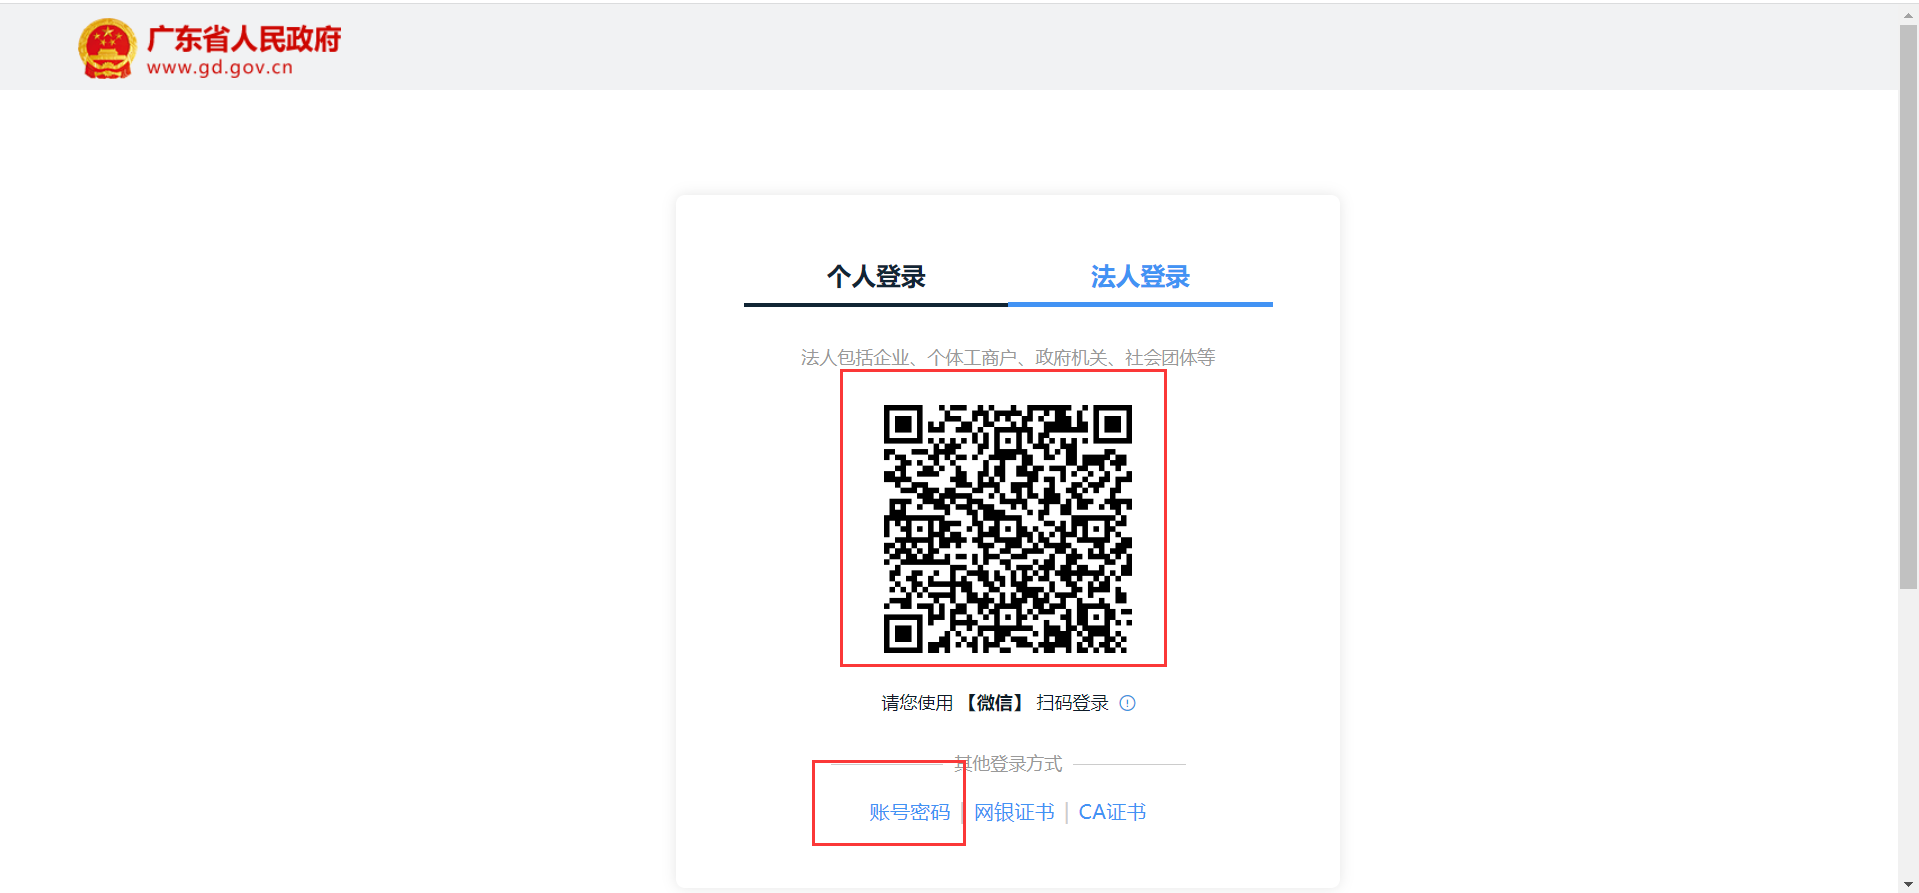 广东省人民政府
www.gd.gov.cn
个人登录 法人登录
法人包括企业、个体工商户、政府机关、社会团体等
请您使用 【微信】 扫码登录
其他登录方式
账号密码 | 网银证书 | CA证书